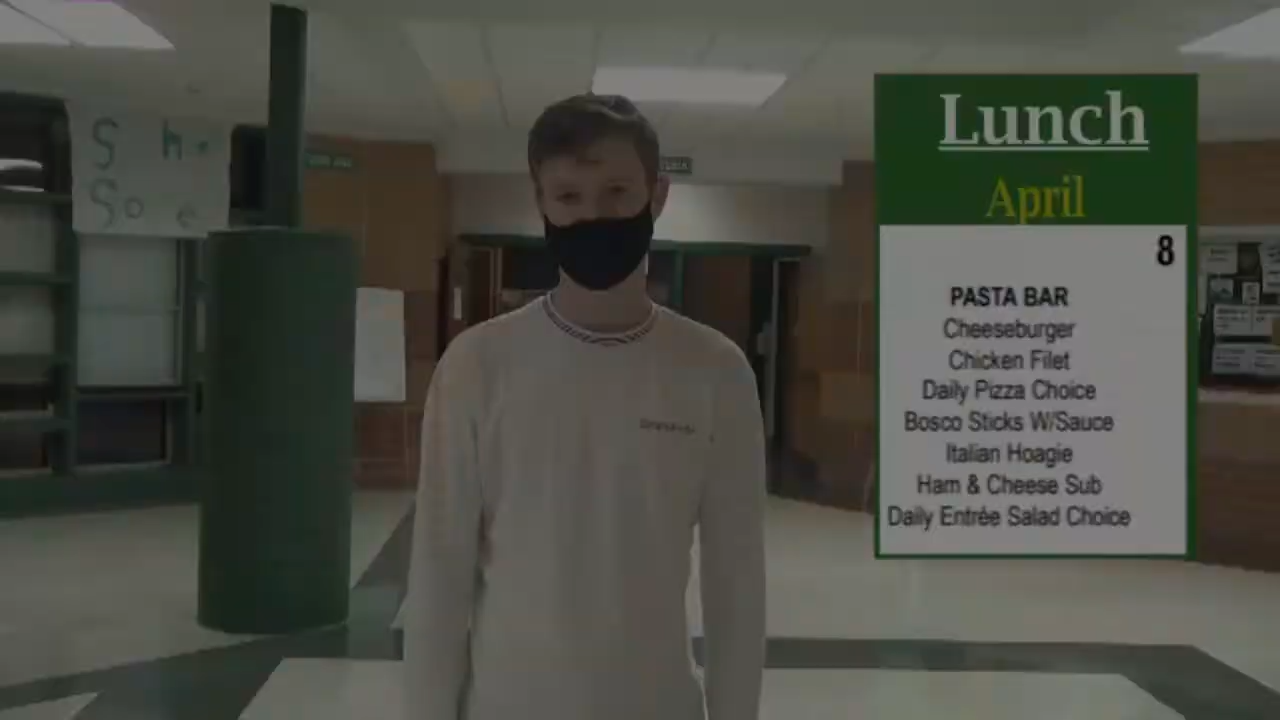 Lunch
April
8
PASTA BAR
Cheeseburger
Chicken Filet
Daily Pizza Choice
Bosco Sticks W/Sauce
Italian Hoagie
Ham & Cheese Sub
Daily Entrée Salad Choice